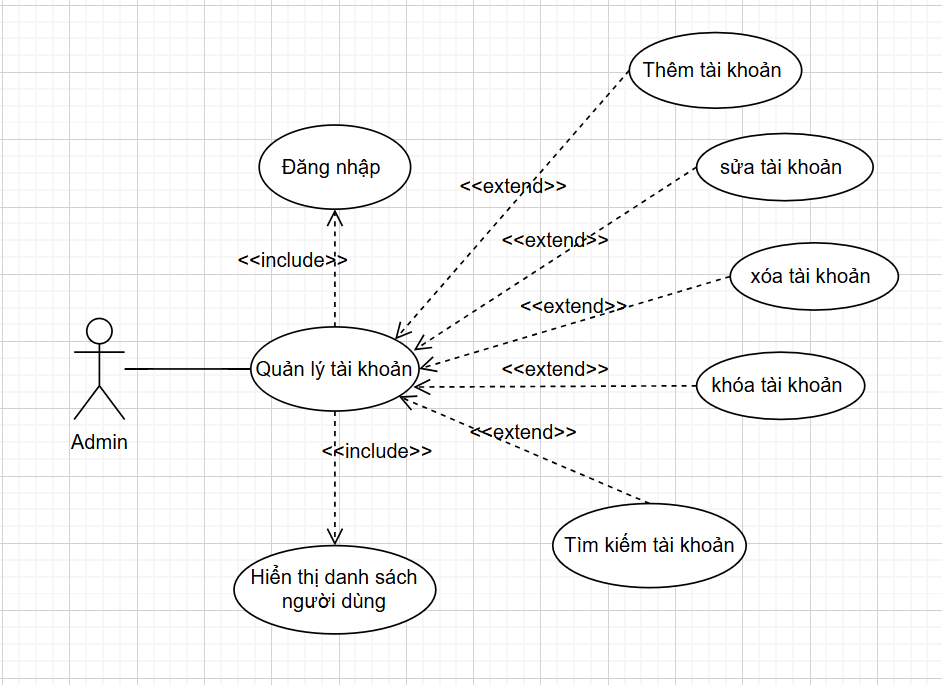 Thêm tài khoản
Đăng nhập
sửa tài khoản
<<extend>>
<<extend>>
<<include>>
xóa tài khoản
<<extend>>
Quản lý tài khoản
<<extend>>
khóa tài khoản
Admin
<<extend>>
<<include>>
Tìm kiếm tài khoản
Hiển thị danh sách
người dùng